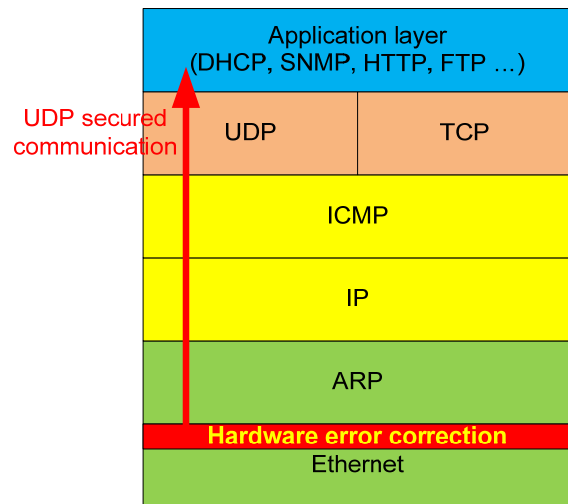 Application layer
(DHCP, SNMP, HTTP, FTP ...)
UDP secured
communication
UDP
TCP
ICMP
IP
ARP
Hardware error correction
Ethernet